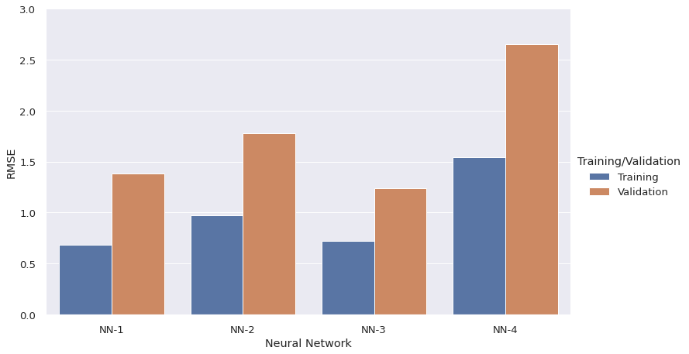 3.0
2.5
2.0
1.5
1.0
0.5
0.0
RMSE
NN-1 NN-2 NN-3 NN-4
Neural Network
Training/Validation
Training
Validation